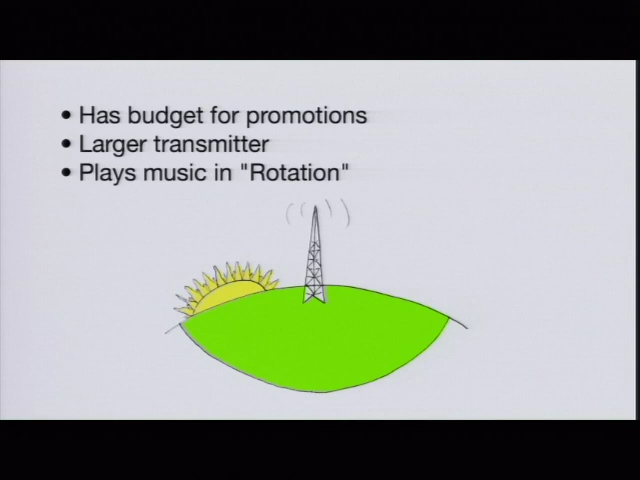 • Has budget for promotions
• Larger transmitter
• Plays music in "Rotation"